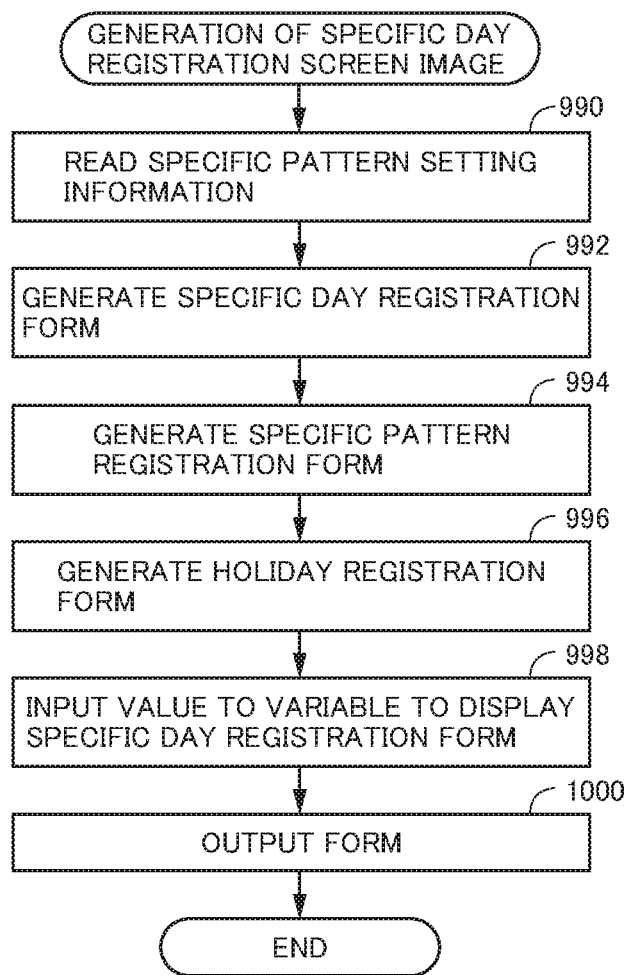 GENERATION OF SPECIFIC DAY
REGISTRATION SCREEN IMAGE
990
READ SPECIFIC PATTERN SETTING
INFORMATION
992
GENERATE SPECIFIC DAY REGISTRATION
FORM
994
GENERATE SPECIFIC PATTERN
REGISTRATION FORM
996
GENERATE HOLIDAY REGISTRATION
FORM
998
INPUT VALUE TO VARIABLE TO DISPLAY
SPECIFIC DAY REGISTRATION FORM
1000
OUTPUT FORM
END